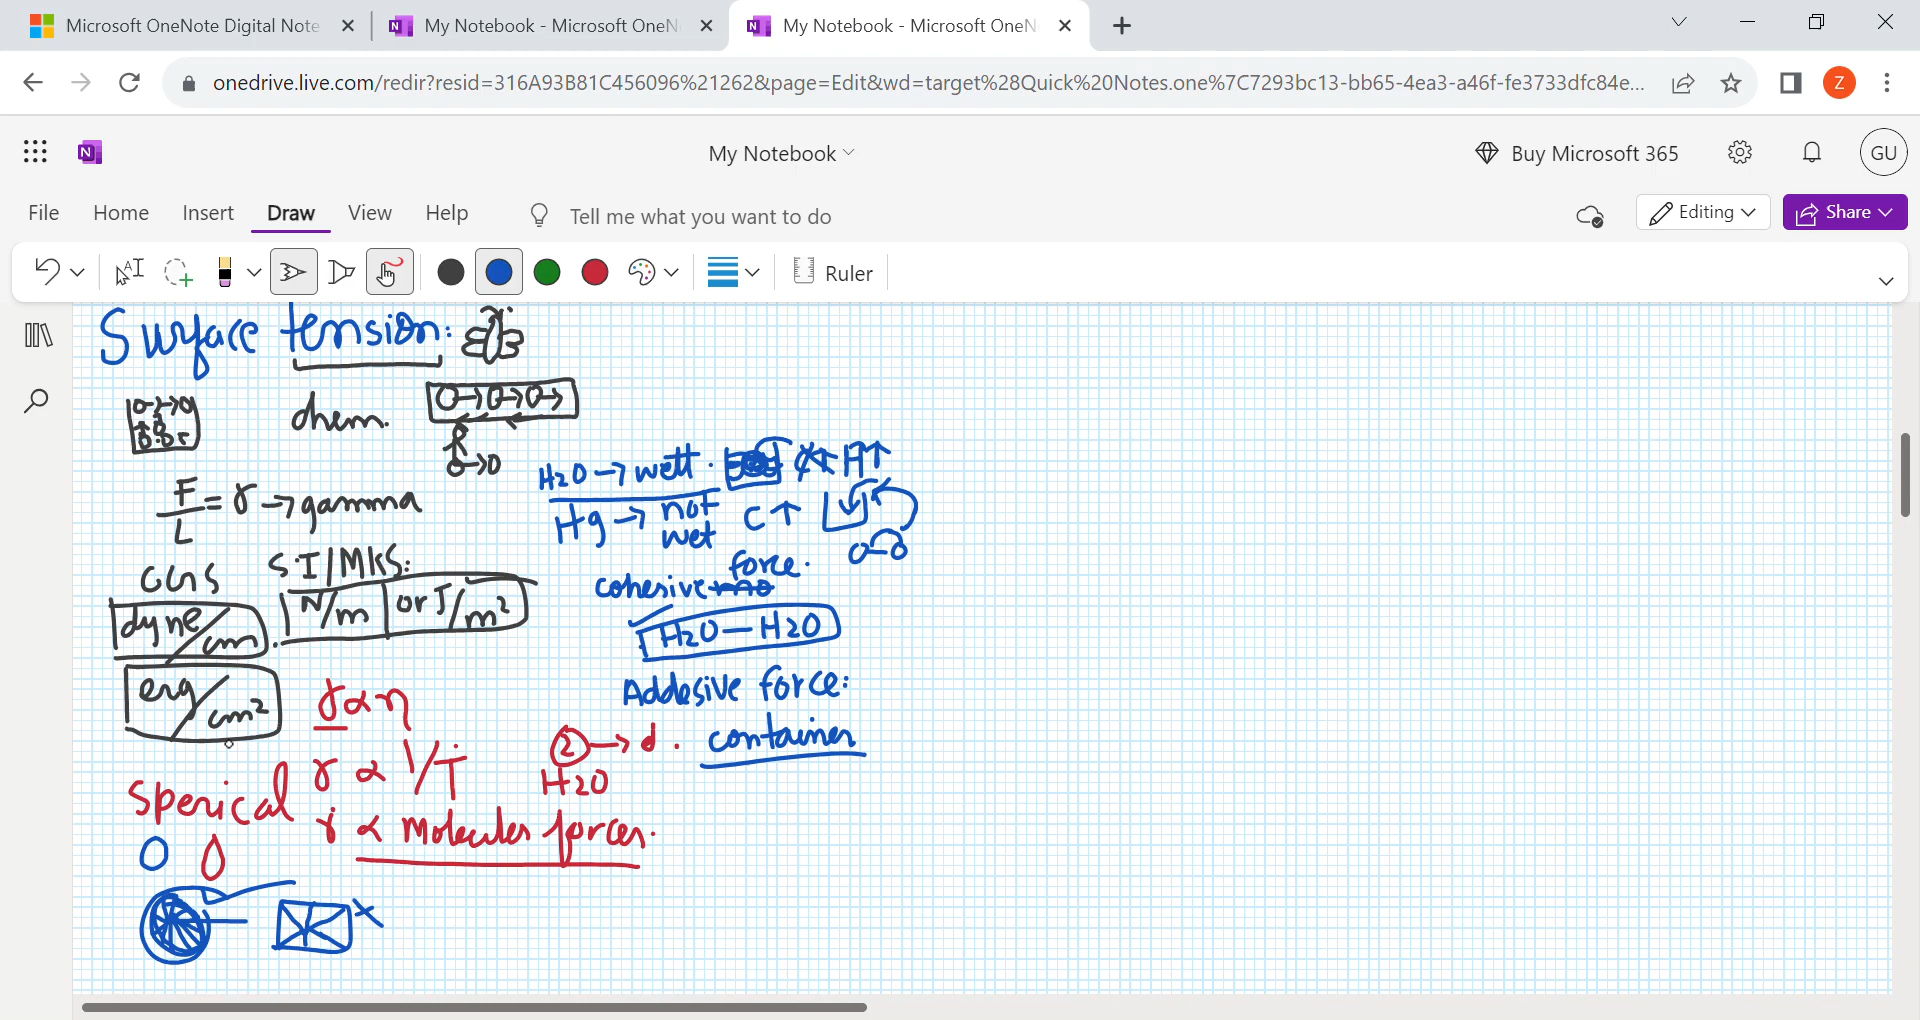 Microsoft OneNote Digital Note
My Notebook - Microsoft OneN
My Notebook - Microsoft OneN
onedrive.live.com/redir?resid=316A93B81C456096%21262&page=Edit&wd=target%28Quick%20Notes.one%7C7293bc13-bb65-4ea3-a46f-fe3733dfc84e...
Z
N My Notebook Buy Microsoft 365 GU
File Home Insert Draw View Help Tell me what you want to do Editing Share
Ruler
Surface tension:
chem.
H2O → wett. A↑
F/L = γ → gamma
Hg → not wet C↑
CGS S.I/MKS:
force.
cohesive
dyne/cm. N/m or J/m²
H2O — H2O
erg/cm²
γ ∝ η
Addesive force:
② → d. container
γ ∝ 1/T H2O
Sperical
γ ∝ Molecules forces.